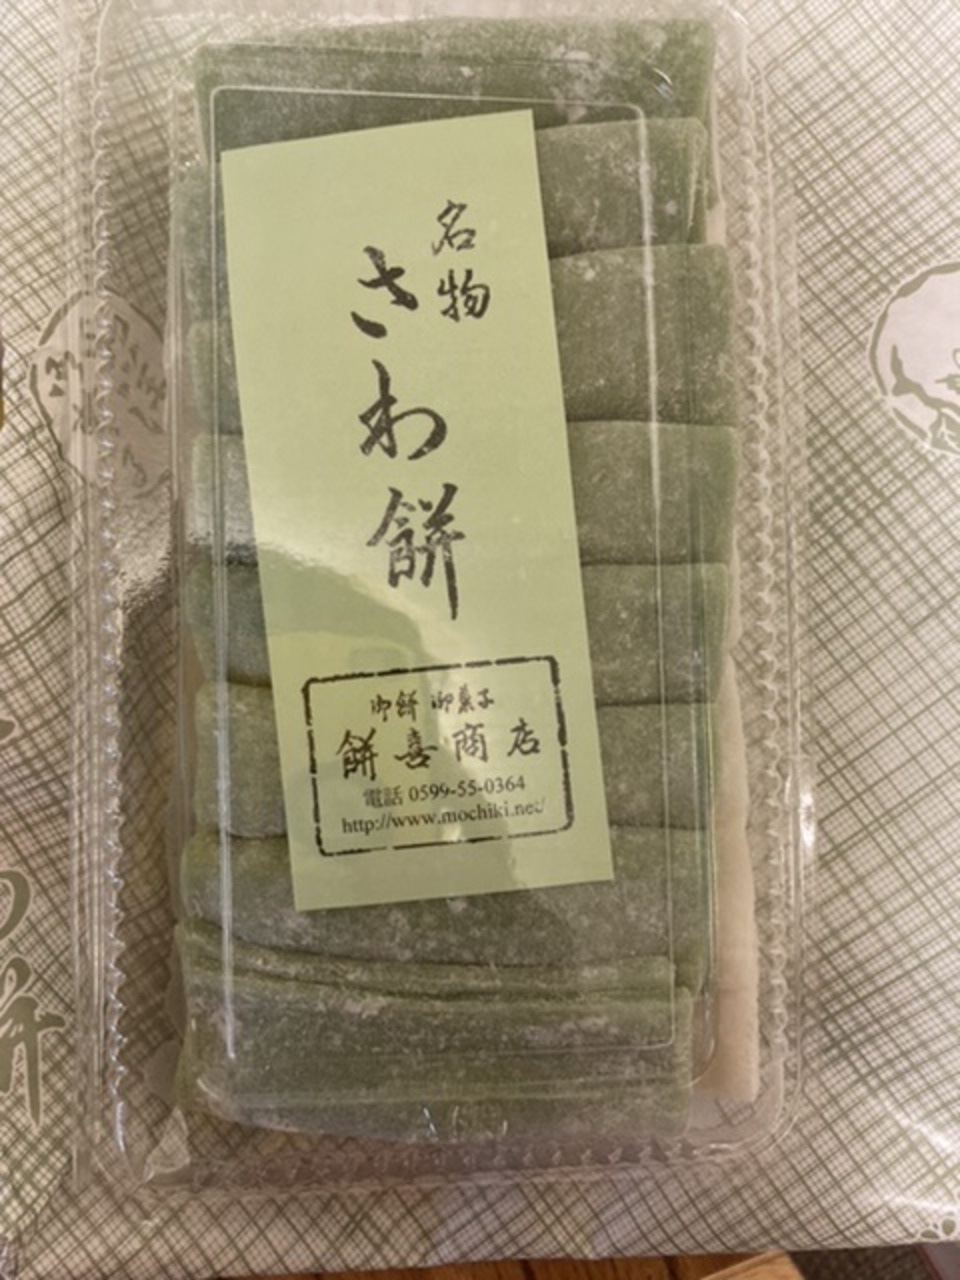 名物
さわ餅
御餅 御菓子
餅喜商店
電話 0599-55-0364
http://www.mochiki.net/